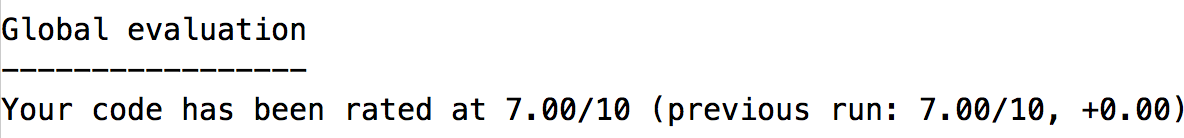 Global evaluation
-----------------
Your code has been rated at 7.00/10 (previous run: 7.00/10, +0.00)